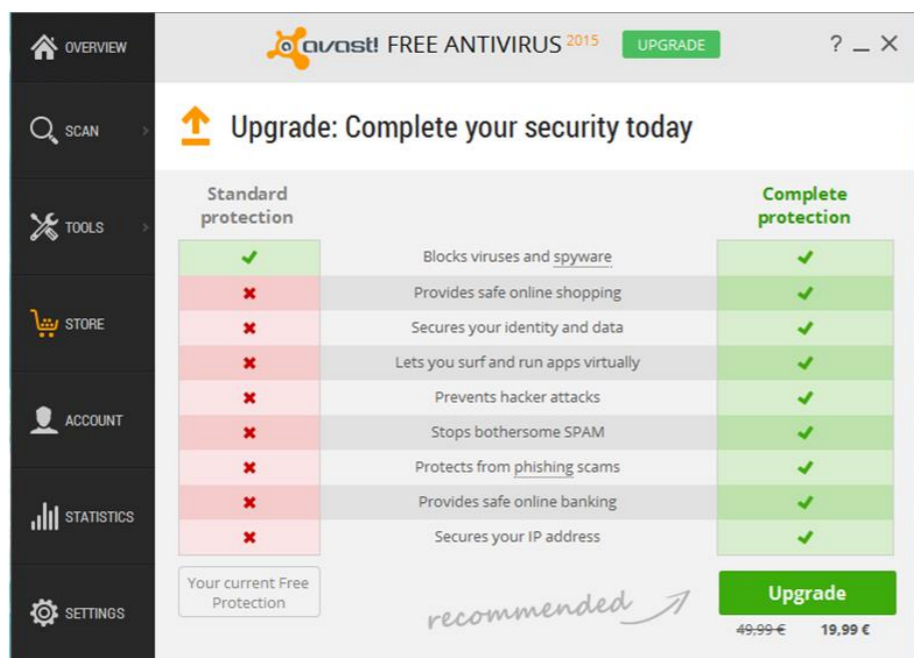 OVERVIEW
avast! FREE ANTIVIRUS 2015
UPGRADE
?
SCAN
Upgrade: Complete your security today
TOOLS
STORE
ACCOUNT
STATISTICS
SETTINGS
Standard
protection
Complete
protection
Blocks viruses and spyware
Provides safe online shopping
Secures your identity and data
Lets you surf and run apps virtually
Prevents hacker attacks
Stops bothersome SPAM
Protects from phishing scams
Provides safe online banking
Secures your IP address
Your current Free
Protection
recommended
Upgrade
49,99 € 19,99 €